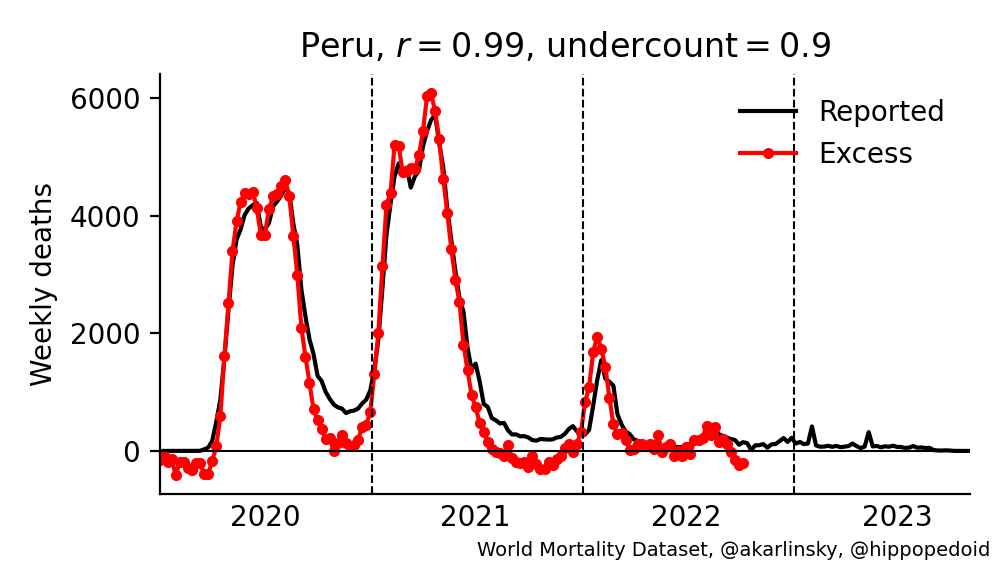 Peru, r = 0.99, undercount = 0.9
Weekly deaths
6000
4000
2000
0
Reported
Excess
2020 2021 2022 2023
World Mortality Dataset, @akarlinsky, @hippopedoid